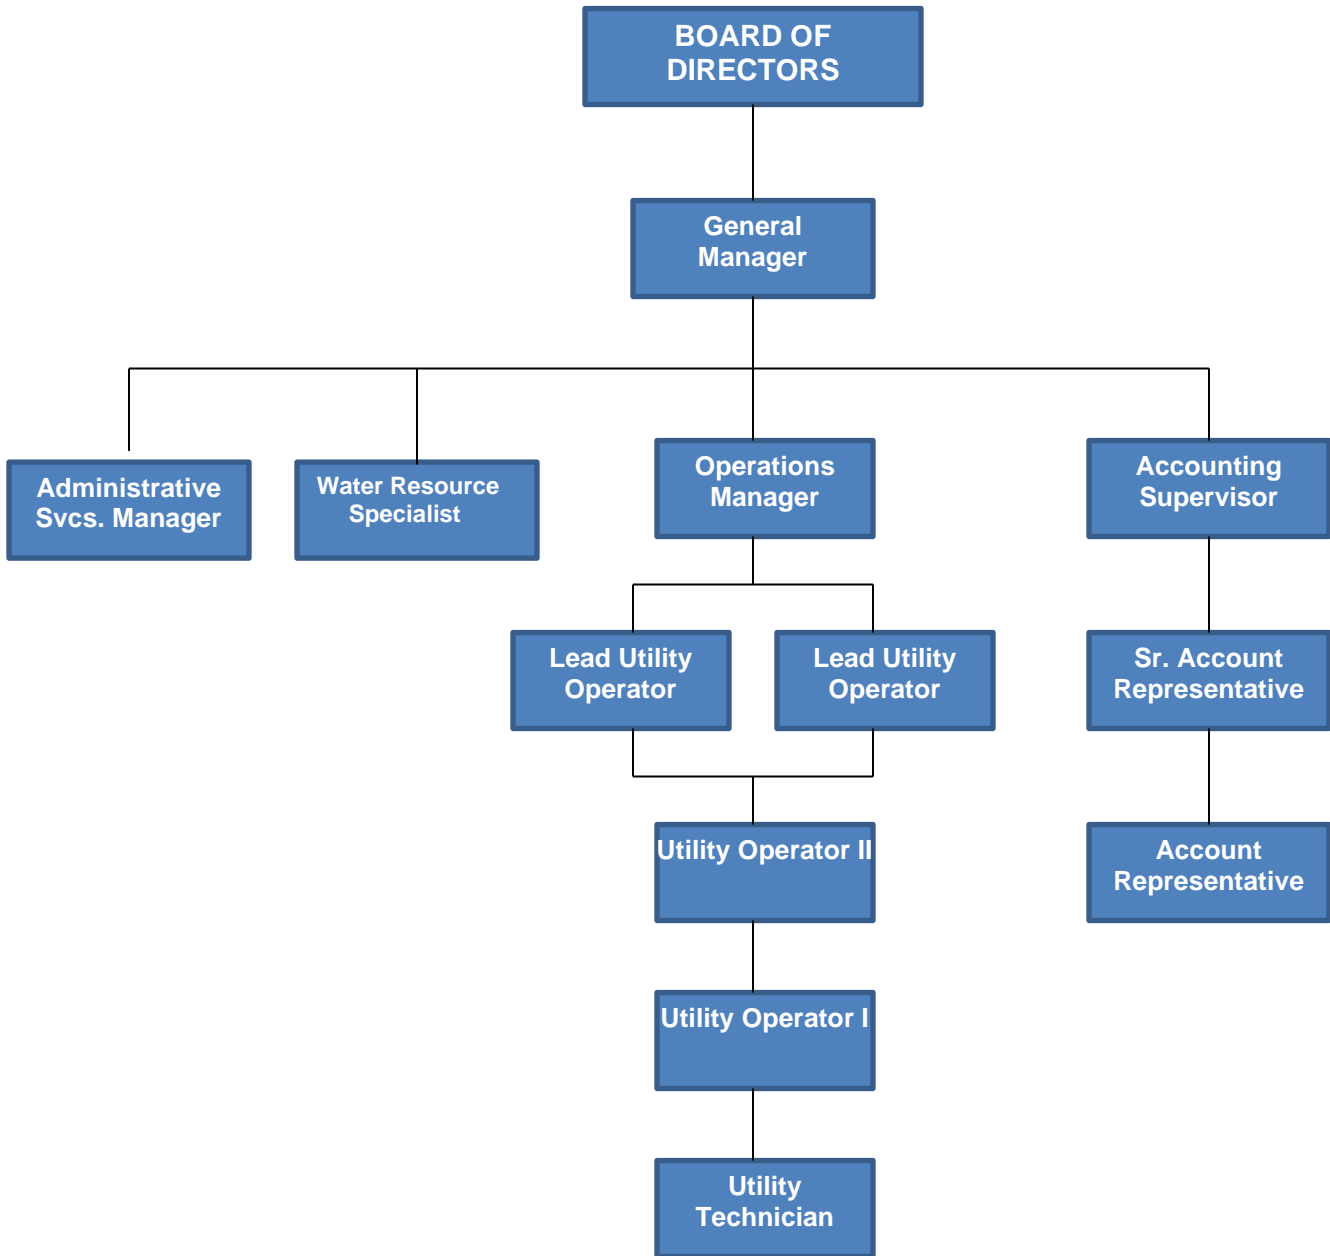 BOARD OF
DIRECTORS
General
Manager
Administrative
Svcs. Manager
Water Resource
Specialist
Operations
Manager
Accounting
Supervisor
Lead Utility
Operator
Lead Utility
Operator
Sr. Account
Representative
Utility Operator II
Account
Representative
Utility Operator I
Utility
Technician